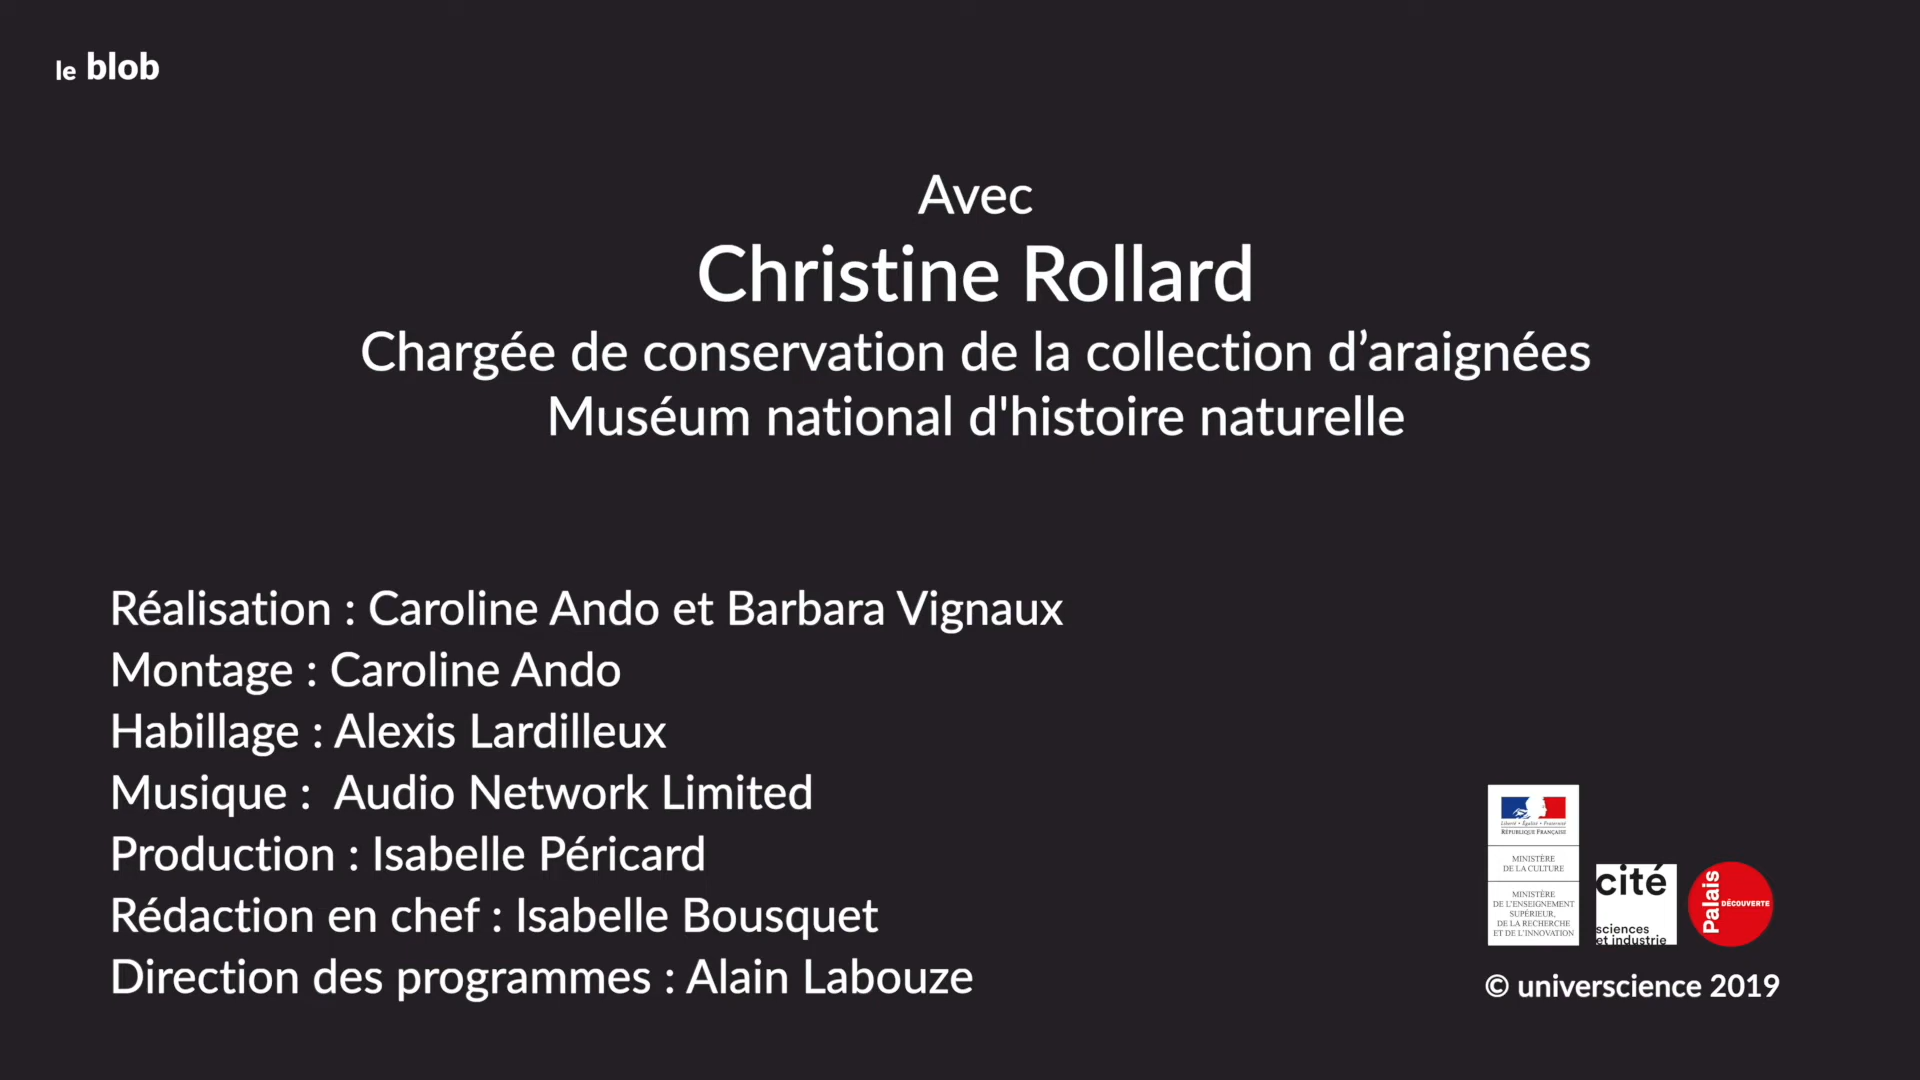 le blob
Avec
Christine Rollard
Chargée de conservation de la collection d’araignées
Muséum national d'histoire naturelle
Réalisation : Caroline Ando et Barbara Vignaux
Montage : Caroline Ando
Habillage : Alexis Lardilleux
Musique :  Audio Network Limited
Production : Isabelle Péricard
Rédaction en chef : Isabelle Bousquet
Direction des programmes : Alain Labouze
Liberté • Égalité • Fraternité
RÉPUBLIQUE FRANÇAISE
MINISTÈRE
DE LA CULTURE
MINISTÈRE
DE L'ENSEIGNEMENT
SUPÉRIEUR,
DE LA RECHERCHE
ET DE L'INNOVATION
cité
sciences
et industrie
Palais
DÉCOUVERTE
© universcience 2019